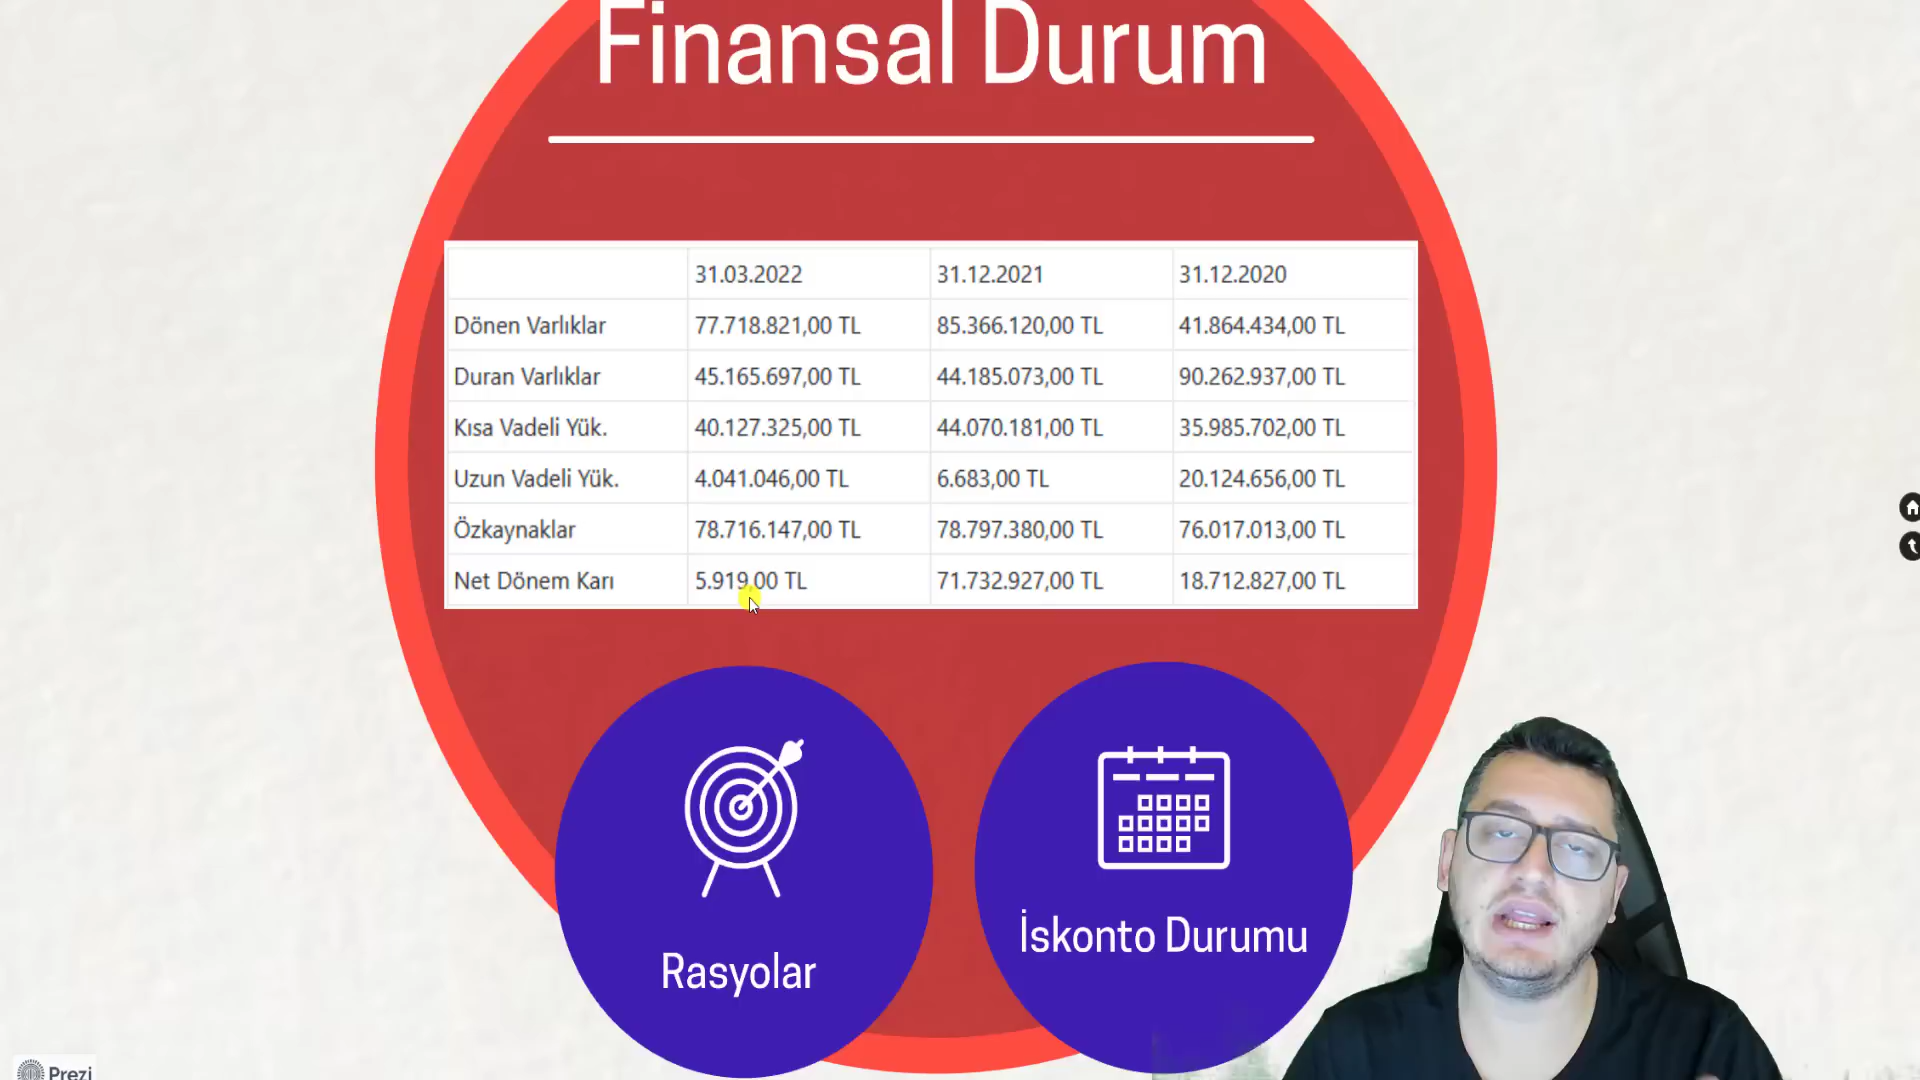 Finansal Durum
31.03.2022 31.12.2021 31.12.2020
Dönen Varlıklar 77.718.821,00 TL 85.366.120,00 TL 41.864.434,00 TL
Duran Varlıklar 45.165.697,00 TL 44.185.073,00 TL 90.262.937,00 TL
Kısa Vadeli Yük. 40.127.325,00 TL 44.070.181,00 TL 35.985.702,00 TL
Uzun Vadeli Yük. 4.041.046,00 TL 6.683,00 TL 20.124.656,00 TL
Özkaynaklar 78.716.147,00 TL 78.797.380,00 TL 76.017.013,00 TL
Net Dönem Karı 5.919,00 TL 71.732.927,00 TL 18.712.827,00 TL
Rasyolar
İskonto Durumu
Prezi